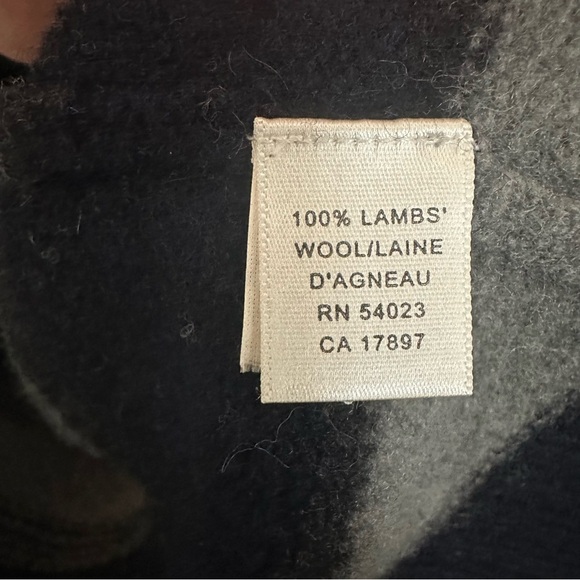 100% LAMBS'
WOOL/LAINE
D'AGNEAU
RN 54023
CA 17897